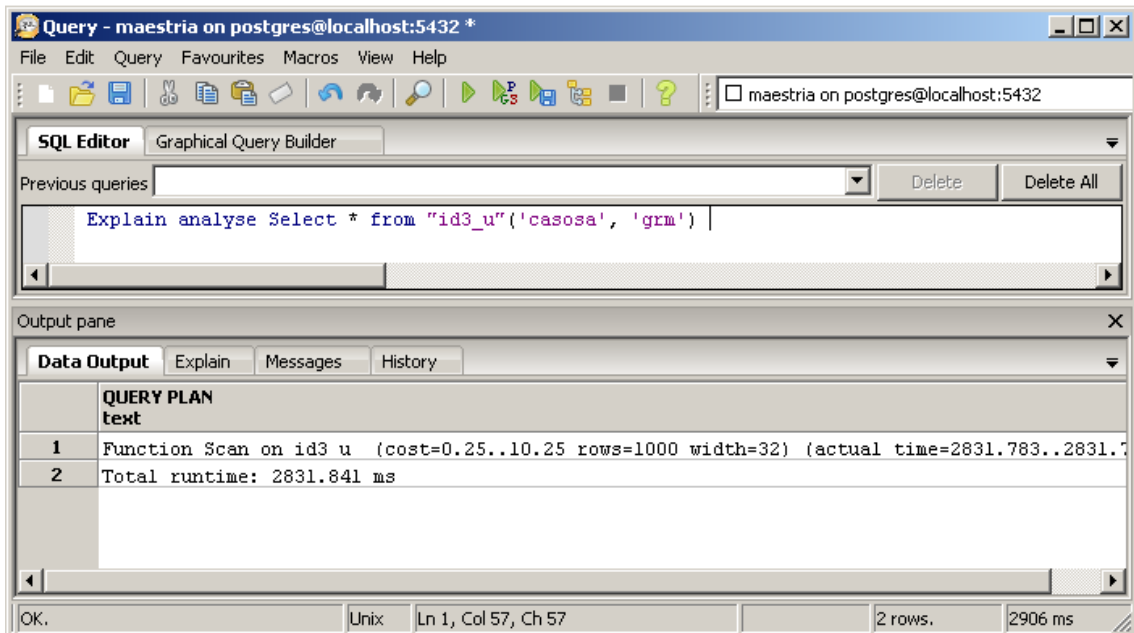 Query - maestria on postgres@localhost:5432 *
File Edit Query Favourites Macros View Help
maestria on postgres@localhost:5432
SQL Editor Graphical Query Builder
Previous queries Delete Delete All
Explain analyse Select * from "id3_u"('casosa', 'grm')
Output pane
Data Output Explain Messages History
QUERY PLAN
text
1 Function Scan on id3_u (cost=0.25..10.25 rows=1000 width=32) (actual time=2831.783..2831.7
2 Total runtime: 2831.841 ms
OK. Unix Ln 1, Col 57, Ch 57 2 rows. 2906 ms